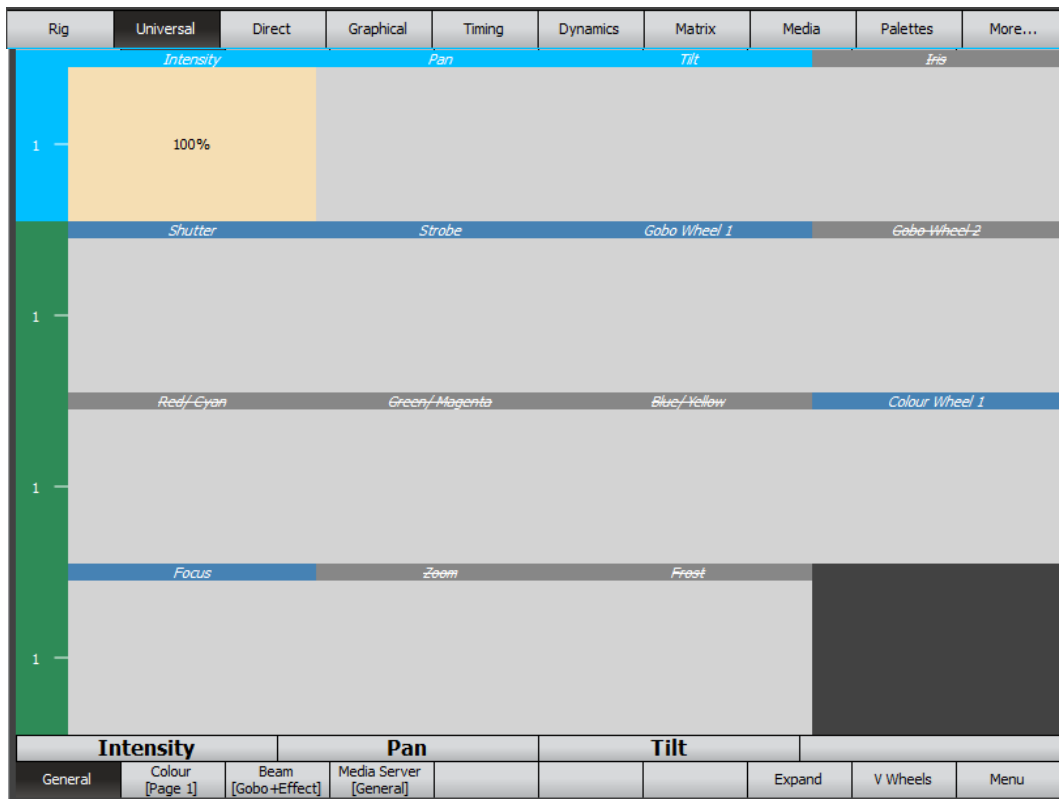 Rig Universal Direct Graphical Timing Dynamics Matrix Media Palettes More...
Intensity Pan Tilt Iris
1 100%
Shutter Strobe Gobo Wheel 1 Gobo Wheel 2
1
Red/ Cyan Green/ Magenta Blue/ Yellow Colour Wheel 1
1
Focus Zoom Frost
1
Intensity Pan Tilt
General Colour [Page 1] Beam [Gobo+Effect] Media Server [General] Expand V Wheels Menu